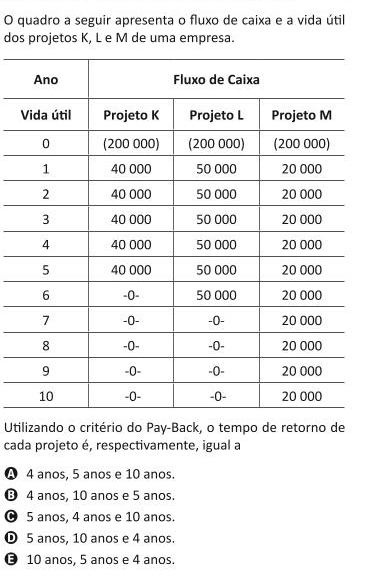 O quadro a seguir apresenta o fluxo de caixa e a vida útil
dos projetos K, L e M de uma empresa.
Ano Fluxo de Caixa
Vida útil Projeto K Projeto L Projeto M
0 (200 000) (200 000) (200 000)
1 40 000 50 000 20 000
2 40 000 50 000 20 000
3 40 000 50 000 20 000
4 40 000 50 000 20 000
5 40 000 50 000 20 000
6 -0- 50 000 20 000
7 -0- -0- 20 000
8 -0- -0- 20 000
9 -0- -0- 20 000
10 -0- -0- 20 000
Utilizando o critério do Pay-Back, o tempo de retorno de
cada projeto é, respectivamente, igual a
A 4 anos, 5 anos e 10 anos.
B 4 anos, 10 anos e 5 anos.
C 5 anos, 4 anos e 10 anos.
D 5 anos, 10 anos e 4 anos.
E 10 anos, 5 anos e 4 anos.